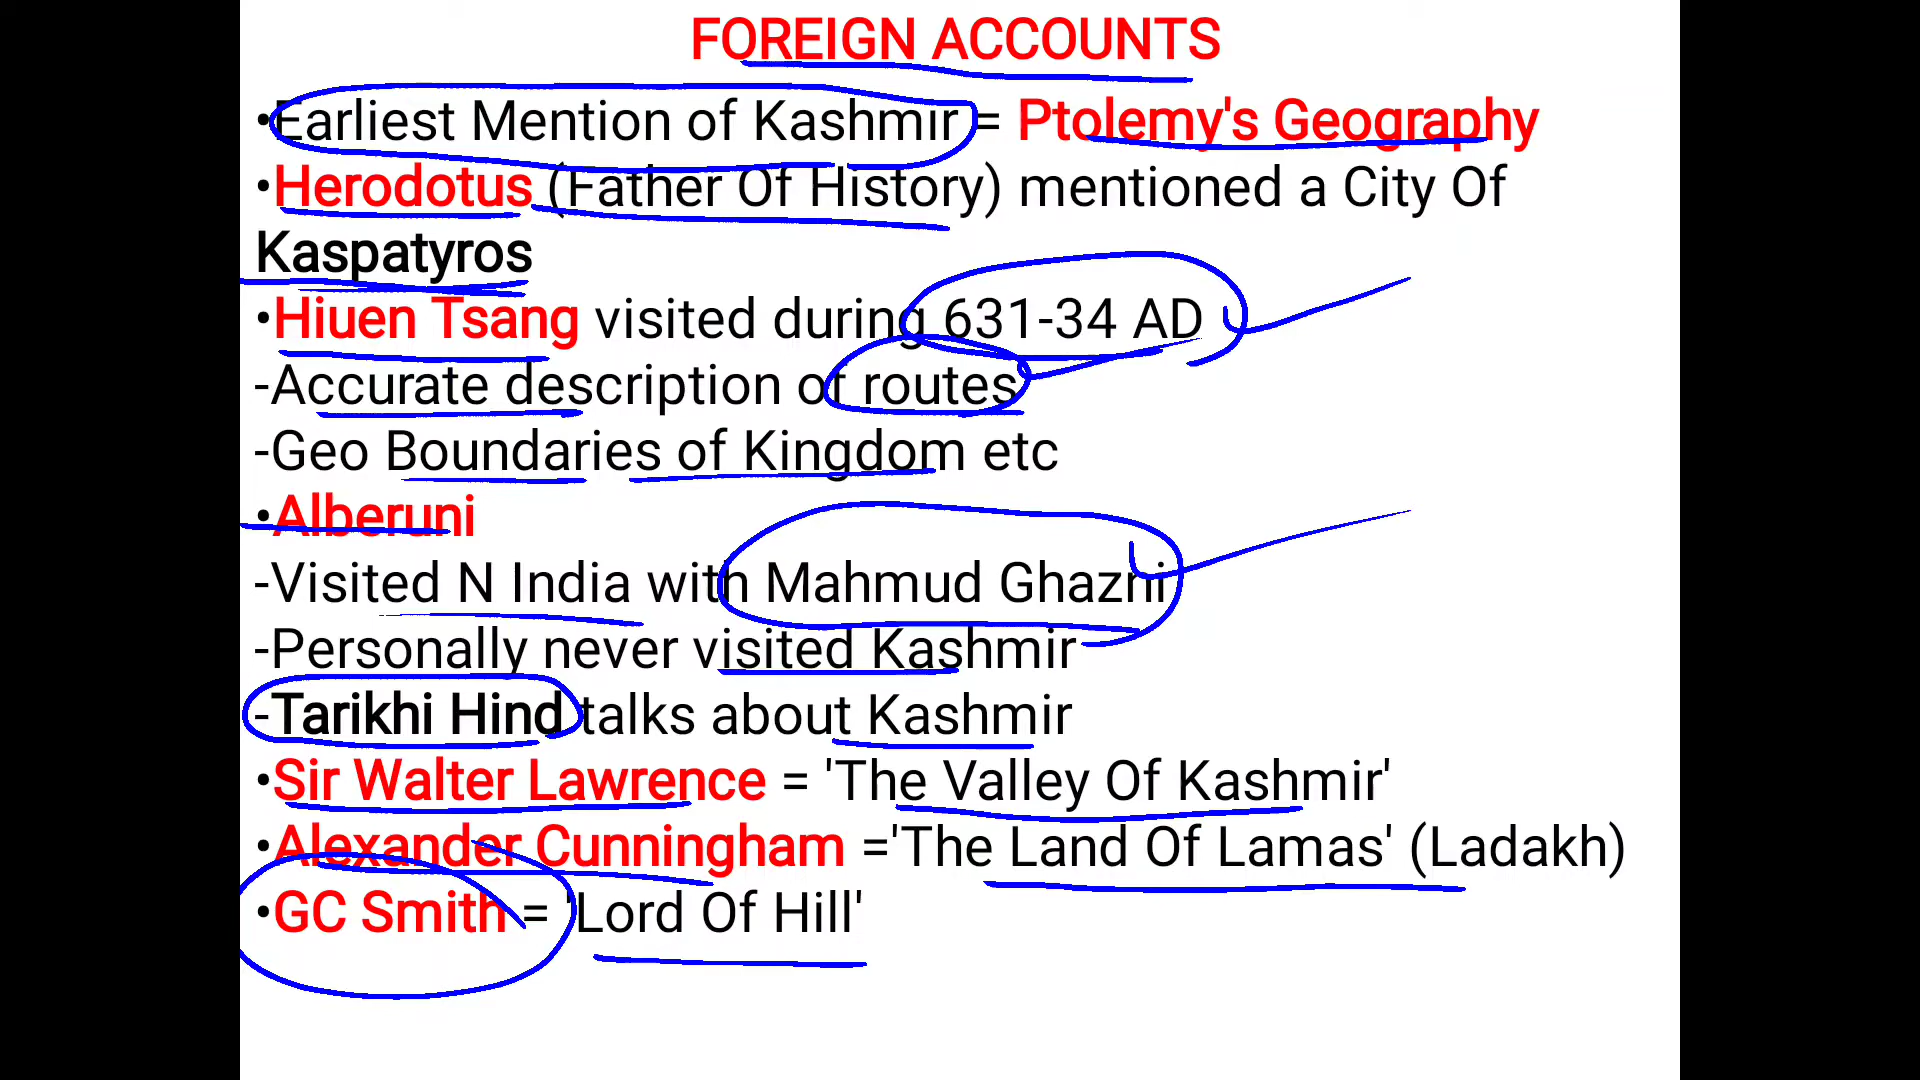 FOREIGN ACCOUNTS
•Earliest Mention of Kashmir = Ptolemy's Geography
•Herodotus (Father Of History) mentioned a City Of
Kaspatyros
•Hiuen Tsang visited during 631-34 AD
-Accurate description of routes
-Geo Boundaries of Kingdom etc
•Alberuni
-Visited N India with Mahmud Ghazni
-Personally never visited Kashmir
-Tarikhi Hind talks about Kashmir
•Sir Walter Lawrence = 'The Valley Of Kashmir'
•Alexander Cunningham ='The Land Of Lamas' (Ladakh)
•GC Smith = 'Lord Of Hill'